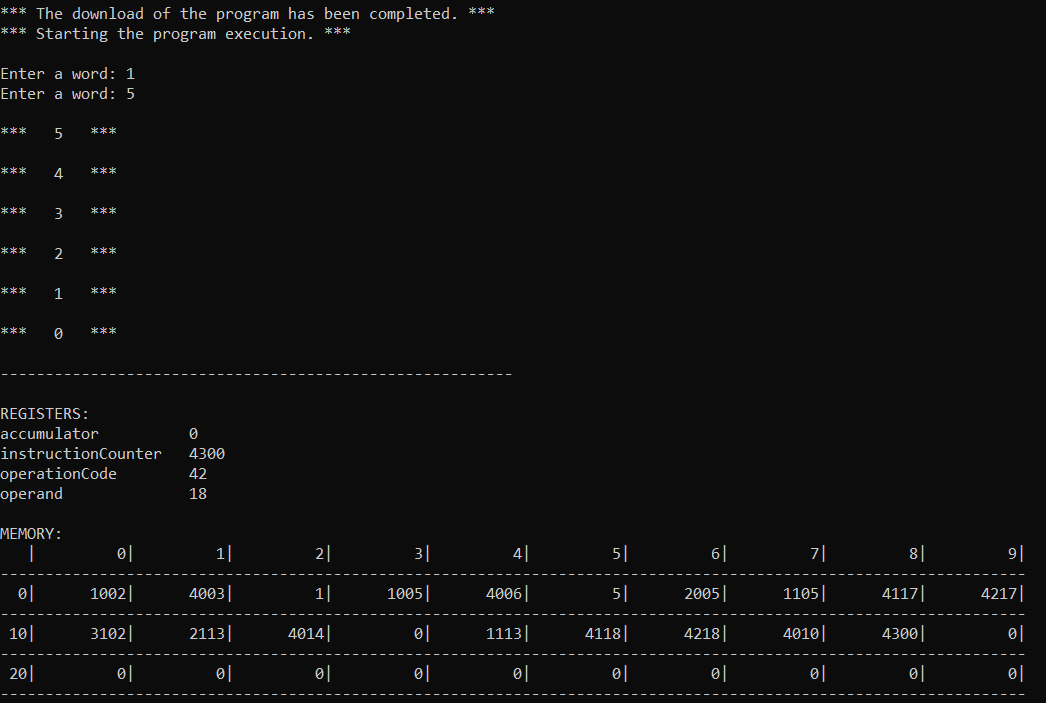 *** The download of the program has been completed. ***
*** Starting the program execution. ***
Enter a word: 1
Enter a word: 5
***   5   ***
***   4   ***
***   3   ***
***   2   ***
***   1   ***
***   0   ***
---------------------------------------------------------
REGISTERS:
accumulator          0
instructionCounter   4300
operationCode        42
operand              18
MEMORY:
   |         0|         1|         2|         3|         4|         5|         6|         7|         8|         9|
------------------------------------------------------------------------------------------------------------------
  0|      1002|      4003|         1|      1005|      4006|         5|      2005|      1105|      4117|      4217|
------------------------------------------------------------------------------------------------------------------
 10|      3102|      2113|      4014|         0|      1113|      4118|      4218|      4010|      4300|         0|
------------------------------------------------------------------------------------------------------------------
 20|         0|         0|         0|         0|         0|         0|         0|         0|         0|         0|
------------------------------------------------------------------------------------------------------------------